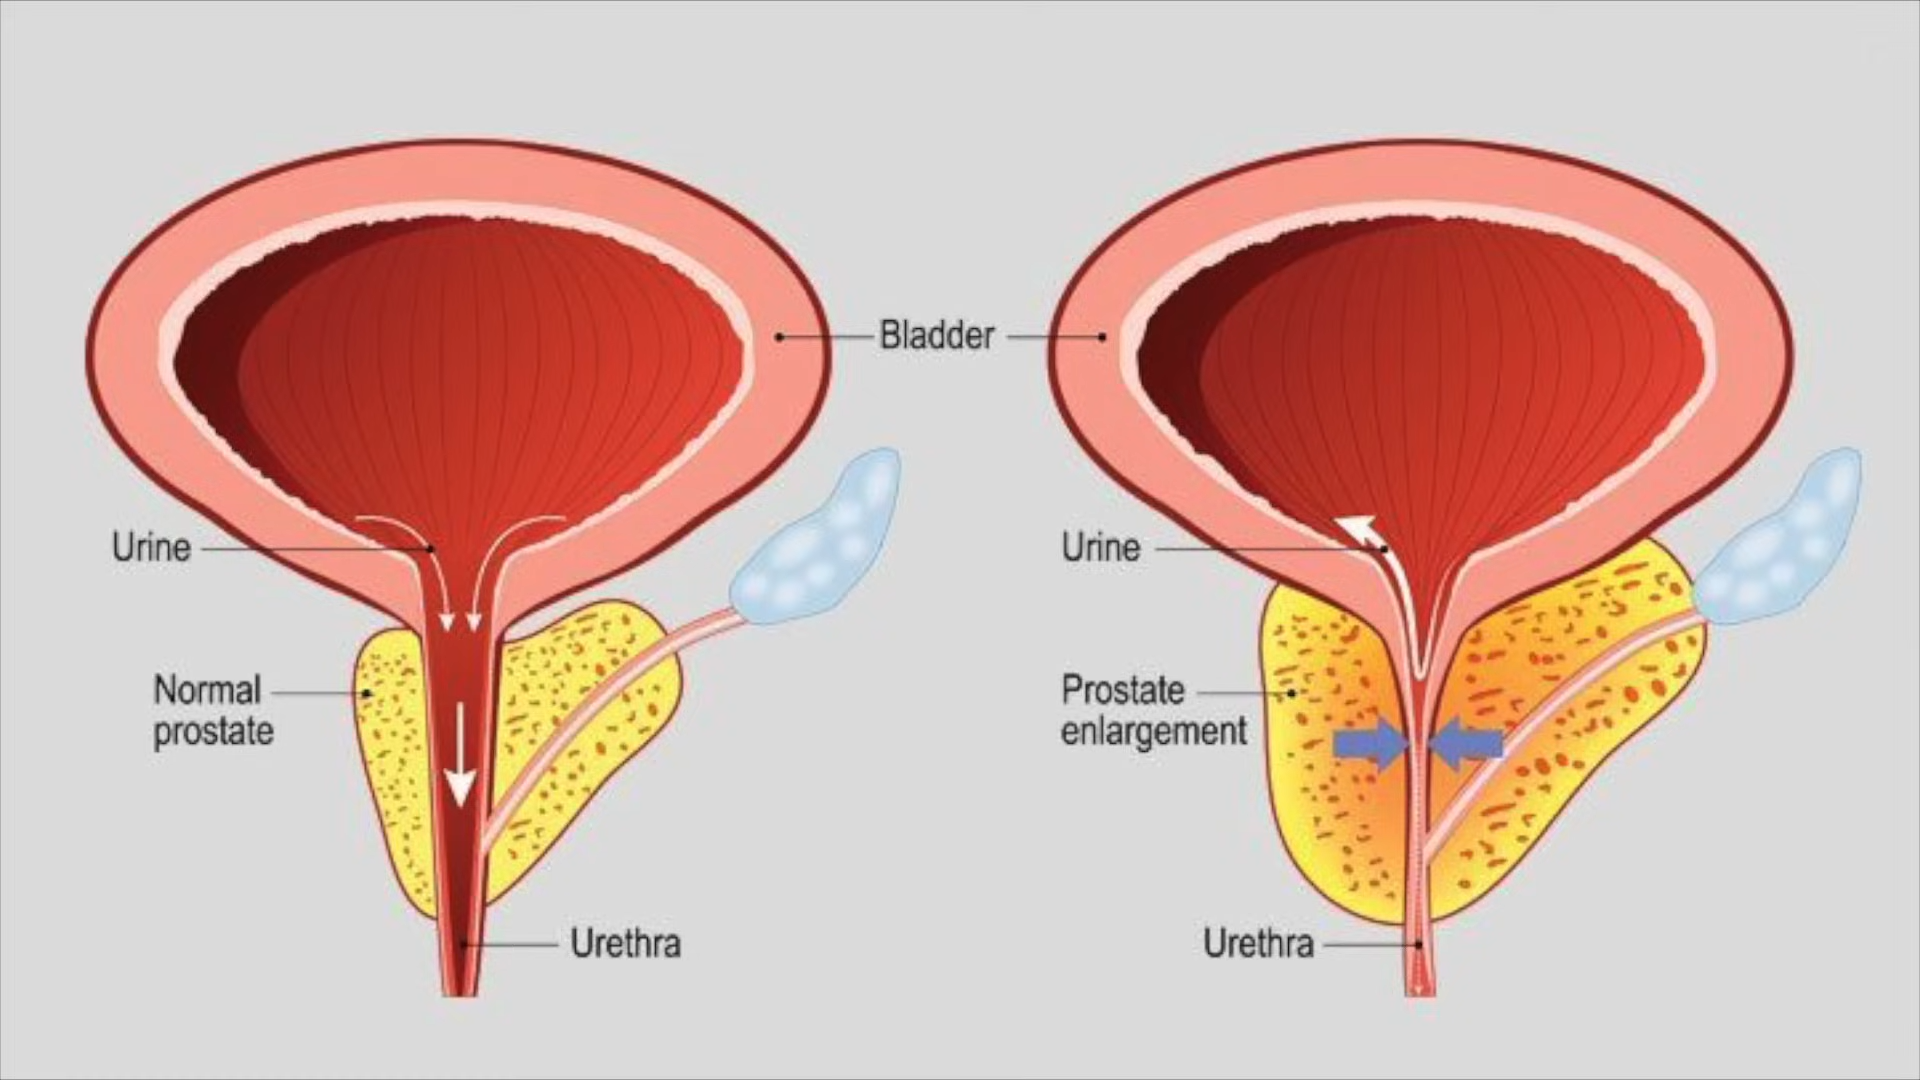 Bladder
Urine
Normal
prostate
Urethra
Urine
Prostate
enlargement
Urethra